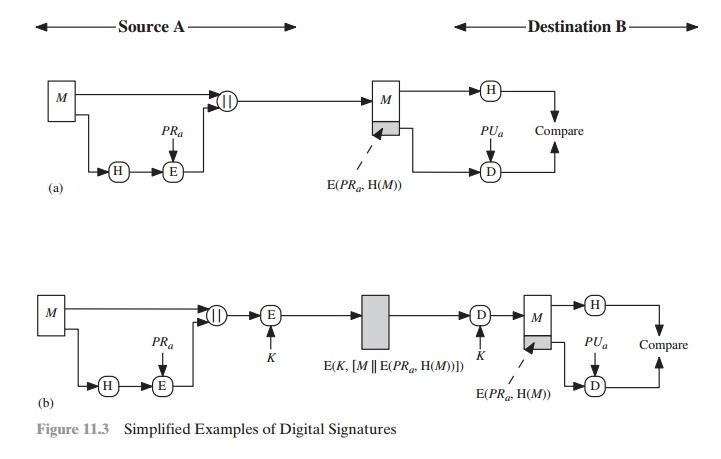 Source A
Destination B
M
||
M
H
PRa
PUa
Compare
H
E
D
(a)
E(PRa, H(M))
M
||
E
D
M
H
PRa
K
K
PUa
Compare
E(K, [M || E(PRa, H(M))])
H
E
E(PRa, H(M))
D
(b)
Figure 11.3 Simplified Examples of Digital Signatures